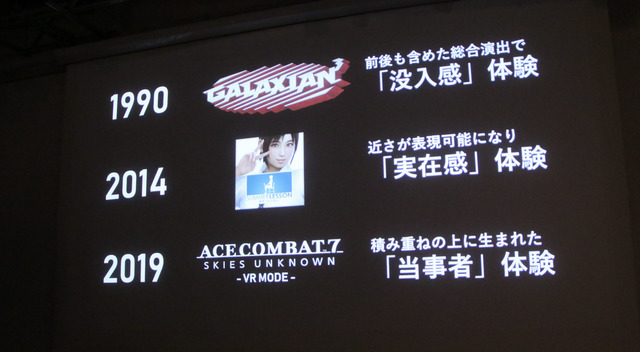 1990
GALAXIAN3
前後も含めた総合演出で
「没入感」体験
2014
LESSON
近さが表現可能になり
「実在感」体験
2019
ACE COMBAT 7
SKIES UNKNOWN
- VR MODE -
積み重ねの上に生まれた
「当事者」体験